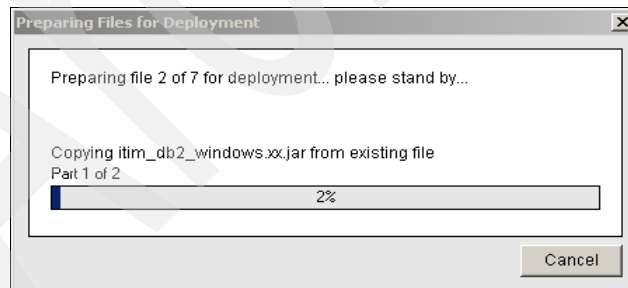 Preparing Files for Deployment
Preparing file 2 of 7 for deployment... please stand by...
Copying itim_db2_windows.xx.jar from existing file
Part 1 of 2
2%
Cancel